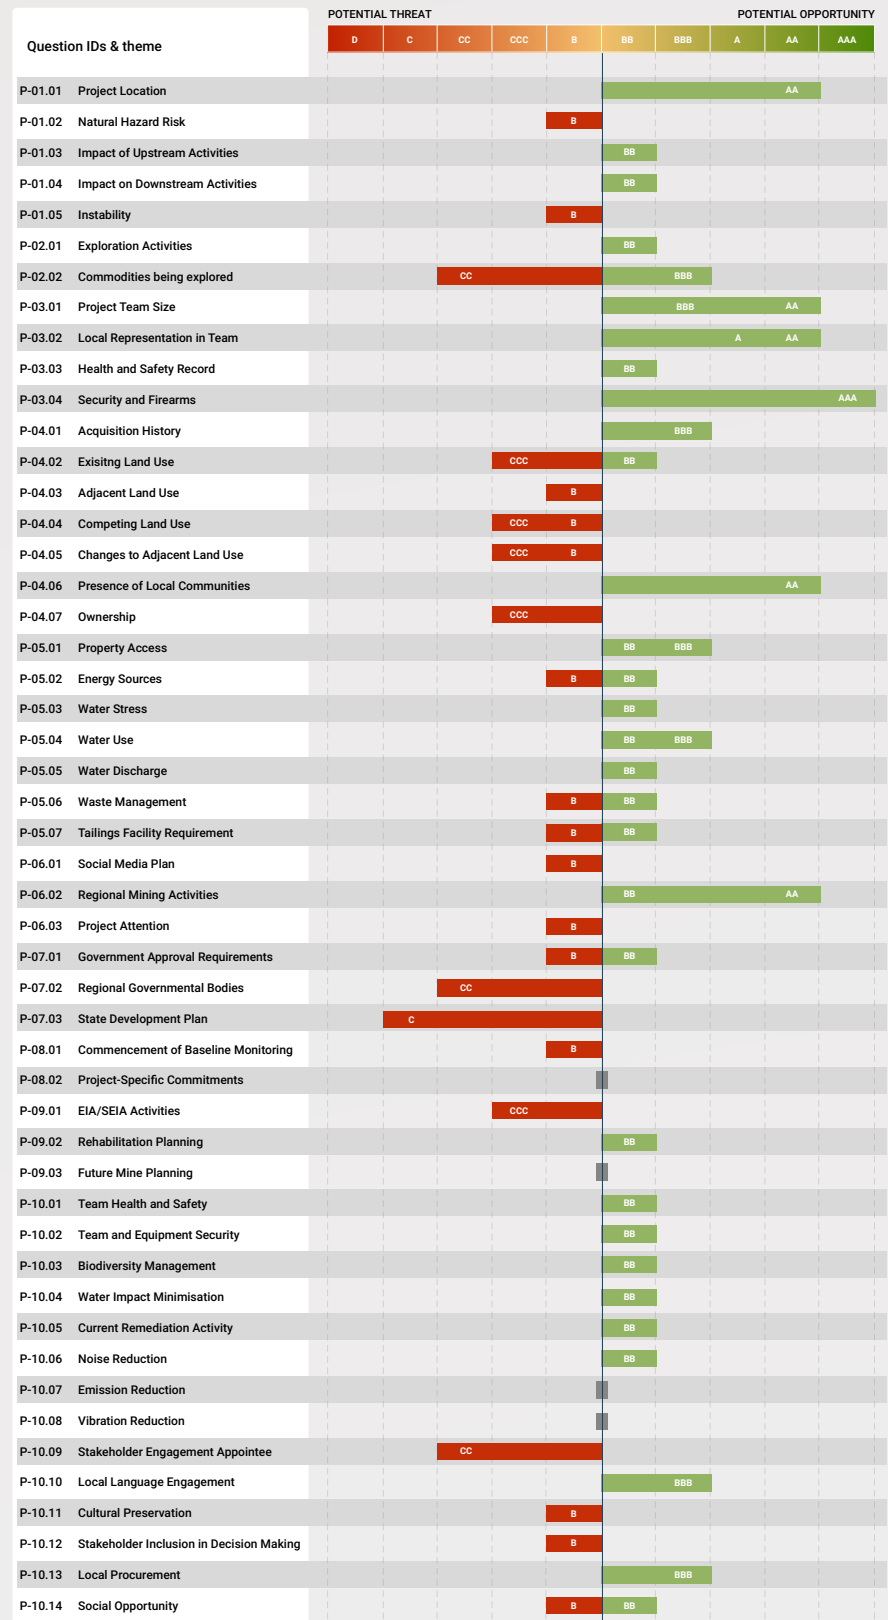 POTENTIAL THREAT POTENTIAL OPPORTUNITY
Question IDs & theme D C CC CCC B BB BBB A AA AAA
P-01.01 Project Location AA
P-01.02 Natural Hazard Risk B
P-01.03 Impact of Upstream Activities BB
P-01.04 Impact on Downstream Activities BB
P-01.05 Instability B
P-02.01 Exploration Activities BB
P-02.02 Commodities being explored CC BBB
P-03.01 Project Team Size BBB AA
P-03.02 Local Representation in Team A AA
P-03.03 Health and Safety Record BB
P-03.04 Security and Firearms AAA
P-04.01 Acquisition History BBB
P-04.02 Exisitng Land Use CCC BB
P-04.03 Adjacent Land Use B
P-04.04 Competing Land Use CCC B
P-04.05 Changes to Adjacent Land Use CCC B
P-04.06 Presence of Local Communities AA
P-04.07 Ownership CCC
P-05.01 Property Access BB BBB
P-05.02 Energy Sources B BB
P-05.03 Water Stress BB
P-05.04 Water Use BB BBB
P-05.05 Water Discharge BB
P-05.06 Waste Management B BB
P-05.07 Tailings Facility Requirement B BB
P-06.01 Social Media Plan B
P-06.02 Regional Mining Activities BB AA
P-06.03 Project Attention B
P-07.01 Government Approval Requirements B BB
P-07.02 Regional Governmental Bodies CC
P-07.03 State Development Plan C
P-08.01 Commencement of Baseline Monitoring B
P-08.02 Project-Specific Commitments
P-09.01 EIA/SEIA Activities CCC
P-09.02 Rehabilitation Planning BB
P-09.03 Future Mine Planning
P-10.01 Team Health and Safety BB
P-10.02 Team and Equipment Security BB
P-10.03 Biodiversity Management BB
P-10.04 Water Impact Minimisation BB
P-10.05 Current Remediation Activity BB
P-10.06 Noise Reduction BB
P-10.07 Emission Reduction
P-10.08 Vibration Reduction
P-10.09 Stakeholder Engagement Appointee CC
P-10.10 Local Language Engagement BBB
P-10.11 Cultural Preservation B
P-10.12 Stakeholder Inclusion in Decision Making B
P-10.13 Local Procurement BBB
P-10.14 Social Opportunity B BB